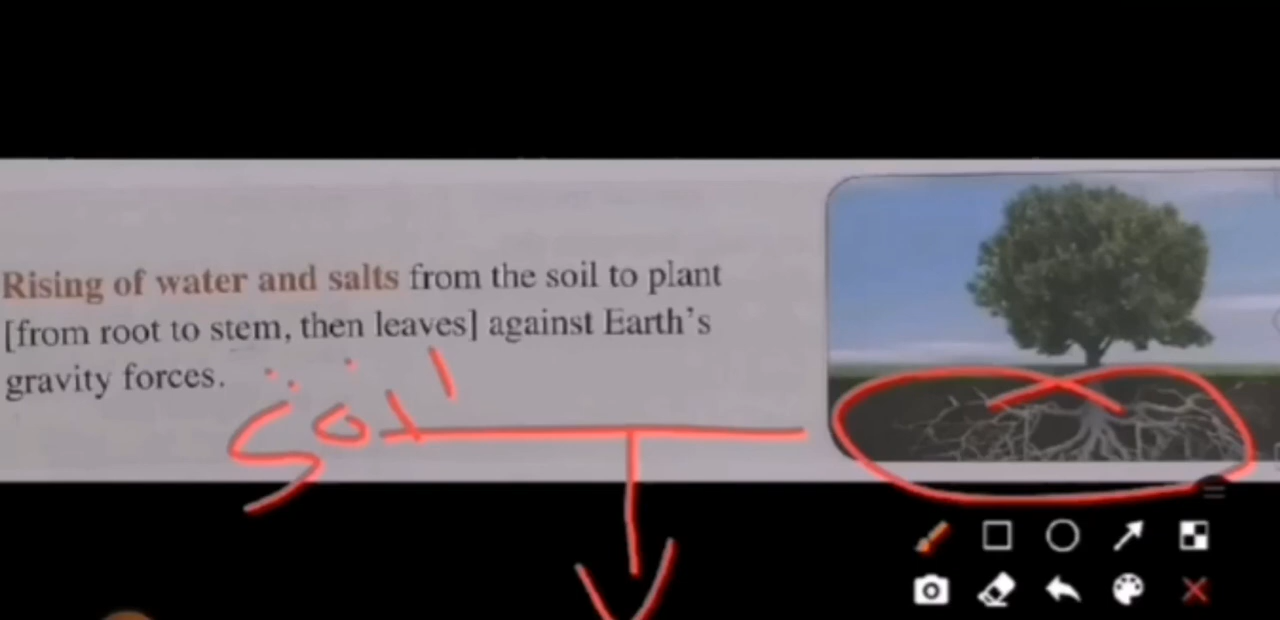 Rising of water and salts from the soil to plant
[from root to stem, then leaves] against Earth's
gravity forces.
soil